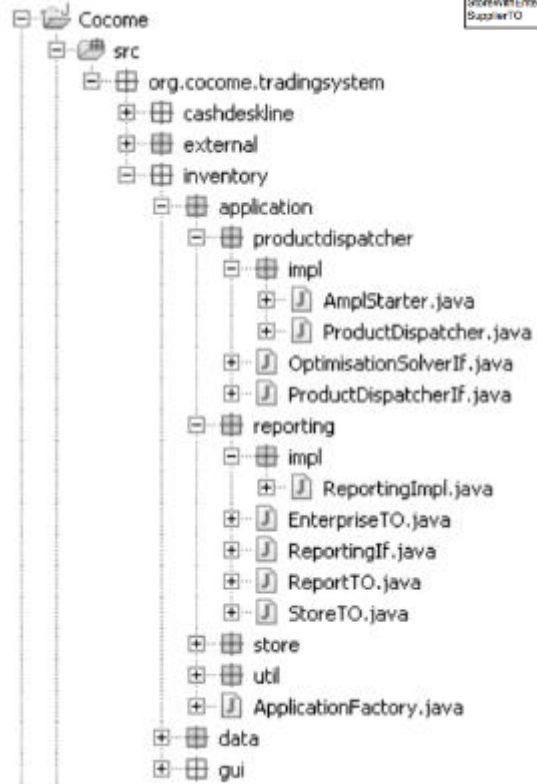 StoreWithEnte
SupplierTO
Cocome
src
org.cocome.tradingsystem
cashdeskline
external
inventory
application
productdispatcher
impl
AmplStarter.java
ProductDispatcher.java
OptimisationSolverIf.java
ProductDispatcherIf.java
reporting
impl
ReportingImpl.java
EnterpriseTO.java
ReportingIf.java
ReportTO.java
StoreTO.java
store
util
ApplicationFactory.java
data
gui